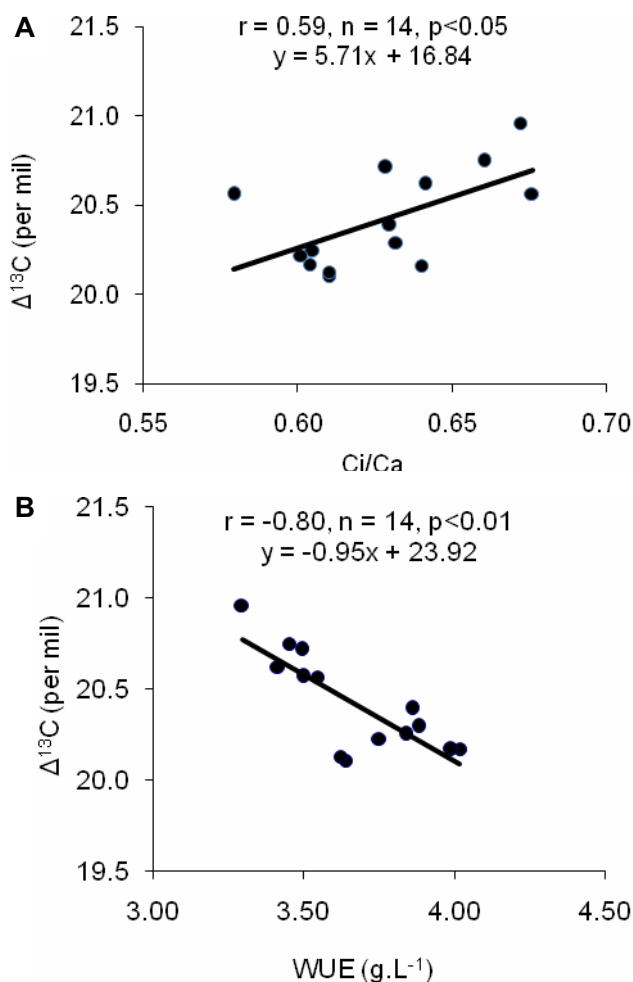 A
r = 0.59, n = 14, p<0.05
y = 5.71x + 16.84
21.5
21.0
20.5
20.0
19.5
Δ¹³C (per mil)
0.55 0.60 0.65 0.70
Ci/Ca
B
r = -0.80, n = 14, p<0.01
y = -0.95x + 23.92
21.5
21.0
20.5
20.0
19.5
Δ¹³C (per mil)
3.00 3.50 4.00 4.50
WUE (g.L⁻¹)